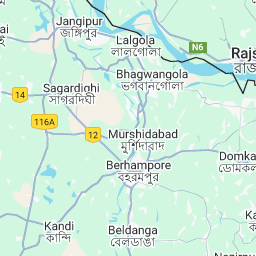 Jangipur
জঙ্গিপুর
Lalgola
লালগোলা
N6
Rajs
রাজ
Bhagwangola
ভগবানগোলা
ai
Sagardighi
সাগরদিঘী
14
116A
12
Murshidabad
মুর্শিদাবাদ
Domka
ডোমকল
Berhampore
বহরমপুর
Kandi
কান্দি
Beldanga
বেলডাঙা